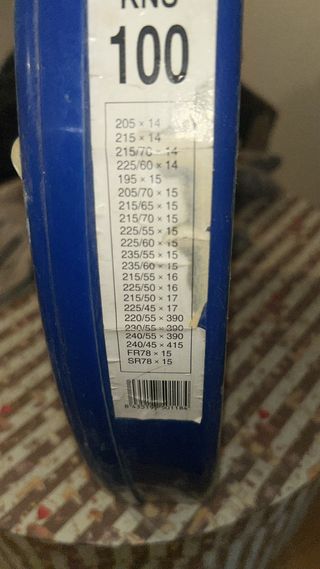 KNS
100
205 × 14
215 × 14
215/70 - 14
225/60 × 14
195 × 15
205/70 × 15
215/65 × 15
215/70 × 15
225/55 × 15
225/60 × 15
235/55 × 15
235/60 × 15
215/55 × 16
225/50 × 16
215/50 × 17
225/45 × 17
220/55 × 390
230/55 × 390
240/55 × 390
240/45 × 415
FR78 × 15
SR78 × 15